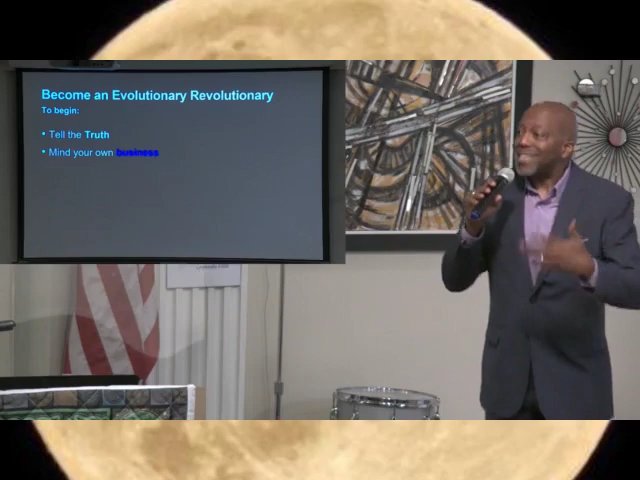 Become an Evolutionary Revolutionary
To begin:
• Tell the Truth
• Mind your own business